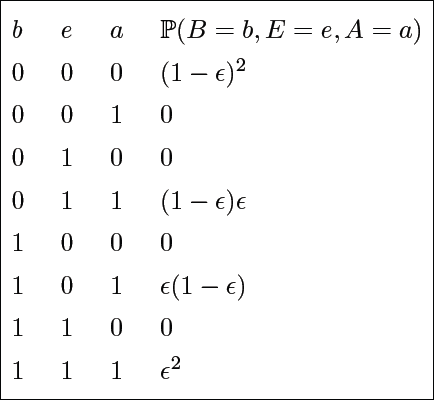 b e a ℙ(B = b, E = e, A = a)
0 0 0 (1 − ϵ)²
0 0 1 0
0 1 0 0
0 1 1 (1 − ϵ)ϵ
1 0 0 0
1 0 1 ϵ(1 − ϵ)
1 1 0 0
1 1 1 ϵ²